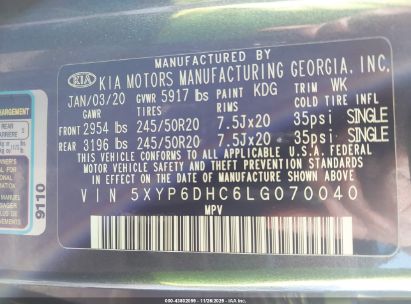 MANUFACTURED BY
KIA KIA MOTORS MANUFACTURING GEORGIA, INC.
JAN/03/20 GVWR 5917 lbs PAINT KDG TRIM WK
GAWR TIRES RIMS COLD TIRE INFL
FRONT 2954 lbs 245/50R20 7.5Jx20 35psi SINGLE
REAR 3196 lbs 245/50R20 7.5Jx20 35psi SINGLE
THIS VEHICLE CONFORMS TO ALL APPLICABLE U.S.A. FEDERAL
MOTOR VEHICLE SAFETY AND THEFT PREVENTION STANDARDS
IN EFFECT ON THE DATE OF MANUFACTURE SHOWN ABOVE.
VIN 5XYP6DHC6LG070040
MPV
REAR
9110